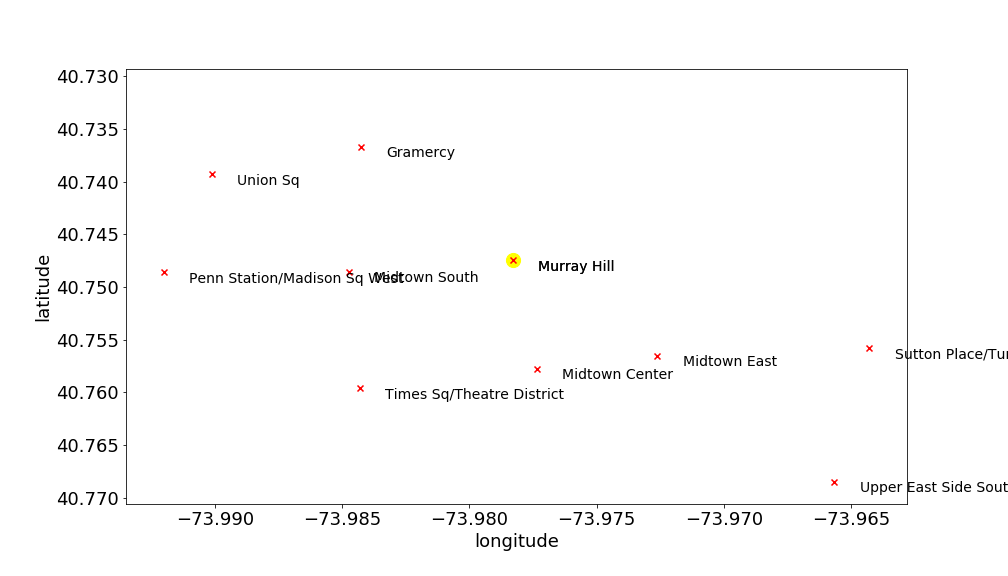 40.730
40.735
40.740
40.745
40.750
40.755
40.760
40.765
40.770
latitude
Gramercy
Union Sq
Murray Hill
Penn Station/Madison Sq West
Midtown South
Sutton Place/Tur
Midtown East
Midtown Center
Times Sq/Theatre District
Upper East Side Sout
−73.990 −73.985 −73.980 −73.975 −73.970 −73.965
longitude